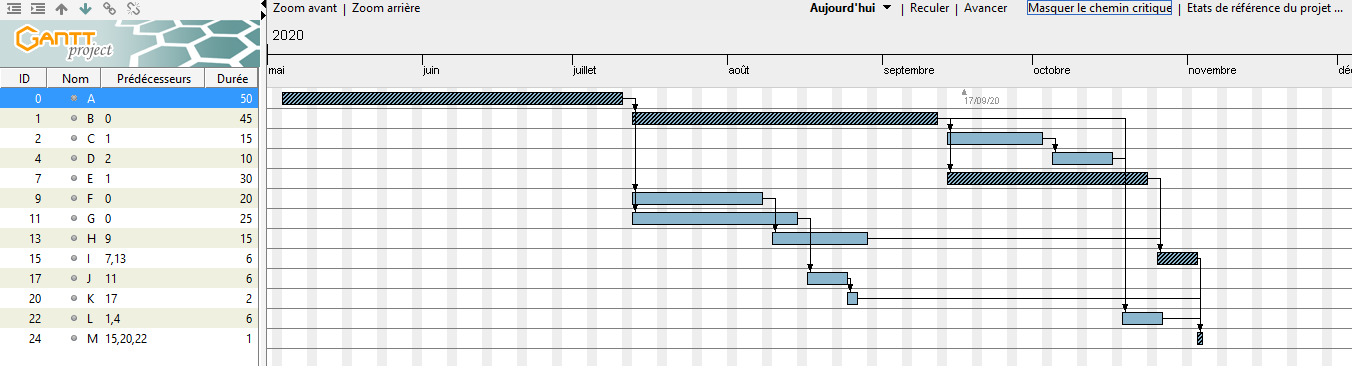 Zoom avant | Zoom arrière
Aujourd'hui | Reculer | Avancer
Masquer le chemin critique | Etats de référence du projet ...
GANTT
project
2020
mai juin juillet août septembre octobre novembre déc
17/09/20
ID Nom Prédécesseurs Durée
0 A 50
1 B 0 45
2 C 1 15
4 D 2 10
7 E 1 30
9 F 0 20
11 G 0 25
13 H 9 15
15 I 7,13 6
17 J 11 6
20 K 17 2
22 L 1,4 6
24 M 15,20,22 1